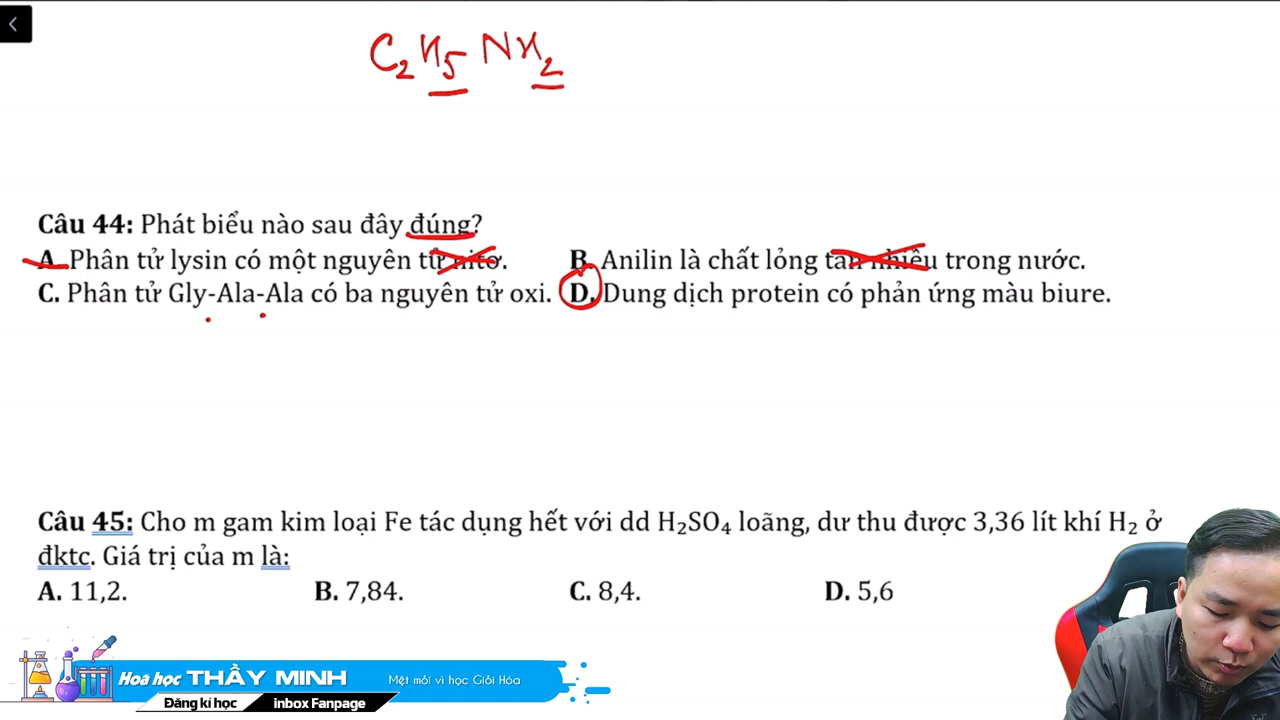 C₂H₅NH₂
Câu 44: Phát biểu nào sau đây đúng?
A. Phân tử lysin có một nguyên tử nitơ. B. Anilin là chất lỏng tan nhiều trong nước.
C. Phân tử Gly-Ala-Ala có ba nguyên tử oxi. D. Dung dịch protein có phản ứng màu biure.
Câu 45: Cho m gam kim loại Fe tác dụng hết với dd H₂SO₄ loãng, dư thu được 3,36 lít khí H₂ ở
đktc. Giá trị của m là:
A. 11,2. B. 7,84. C. 8,4. D. 5,6
Hoá học THẦY MINH Mệt mỏi vì học Giỏi Hóa
Đăng kí học inbox Fanpage